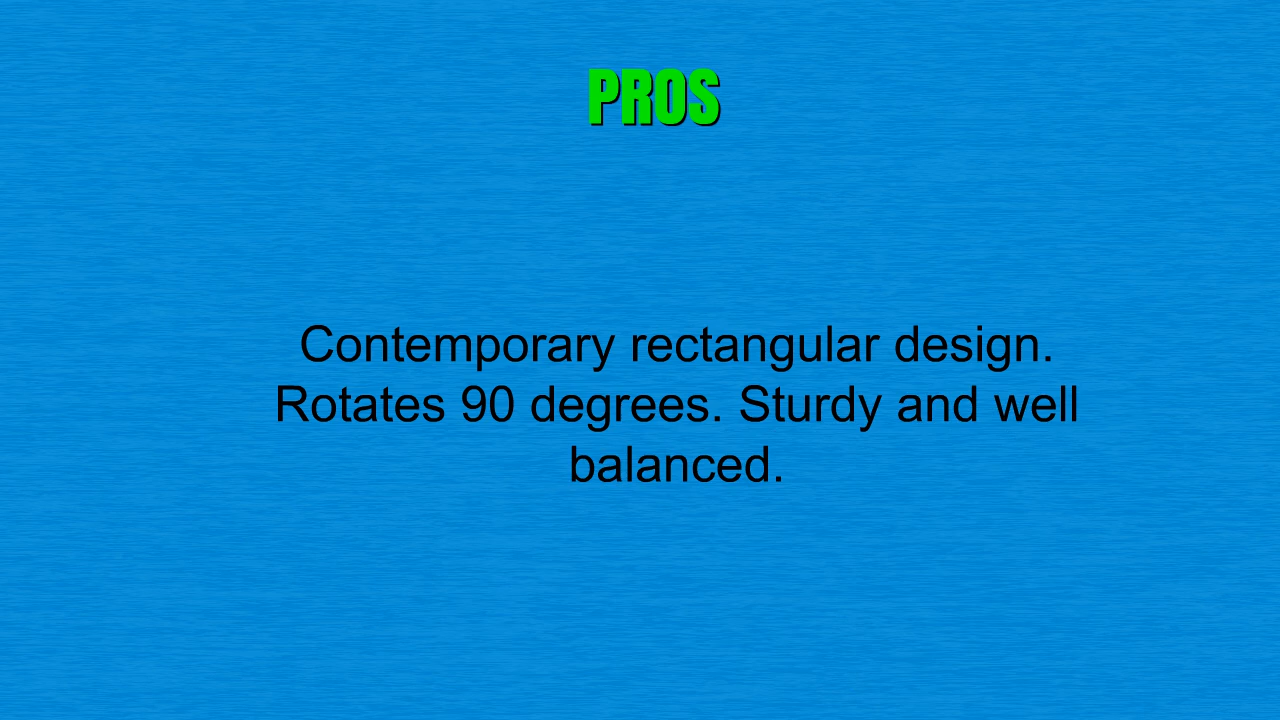 PROS
Contemporary rectangular design.
Rotates 90 degrees. Sturdy and well
balanced.